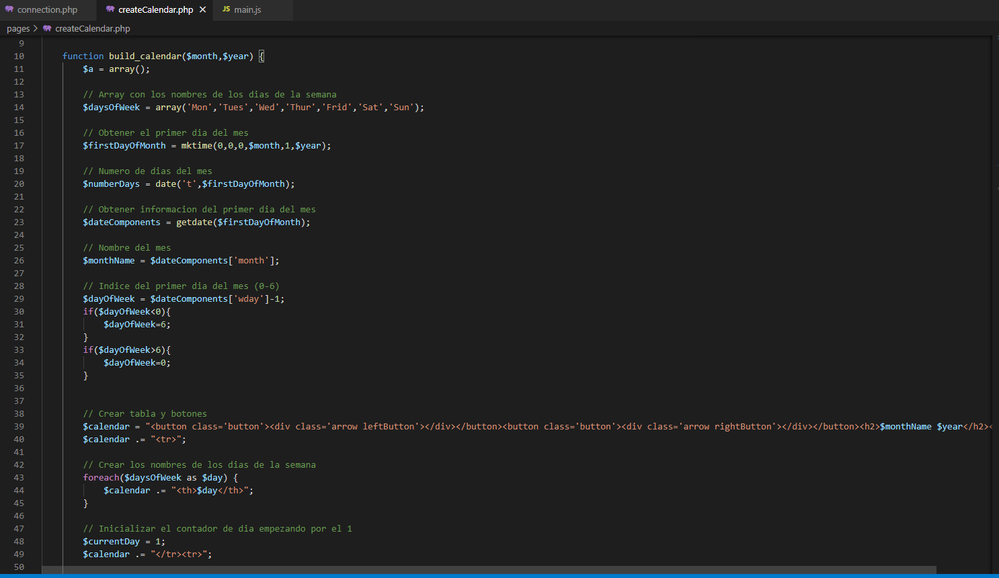 connection.php createCalendar.php JS main.js
pages createCalendar.php
9
10 function build_calendar($month,$year) {
11 $a = array();
12
13 // Array con los nombres de los dias de la semana
14 $daysOfWeek = array('Mon','Tues','Wed','Thur','Frid','Sat','Sun');
15
16 // Obtener el primer dia del mes
17 $firstDayOfMonth = mktime(0,0,0,$month,1,$year);
18
19 // Numero de dias del mes
20 $numberDays = date('t',$firstDayOfMonth);
21
22 // Obtener informacion del primer dia del mes
23 $dateComponents = getdate($firstDayOfMonth);
24
25 // Nombre del mes
26 $monthName = $dateComponents['month'];
27
28 // Indice del primer dia del mes (0-6)
29 $dayOfWeek = $dateComponents['wday']-1;
30 if($dayOfWeek<0){
31 $dayOfWeek=6;
32 }
33 if($dayOfWeek>6){
34 $dayOfWeek=0;
35 }
36
37
38 // Crear tabla y botones
39 $calendar = "<button class='button'><div class='arrow leftButton'></div></button><button class='button'><div class='arrow rightButton'></div></button><h2>$monthName $year</h2><
40 $calendar .= "<tr>";
41
42 // Crear los nombres de los dias de la semana
43 foreach($daysOfWeek as $day) {
44 $calendar .= "<th>$day</th>";
45 }
46
47 // Inicializar el contador de dia empezando por el 1
48 $currentDay = 1;
49 $calendar .= "</tr><tr>";
50